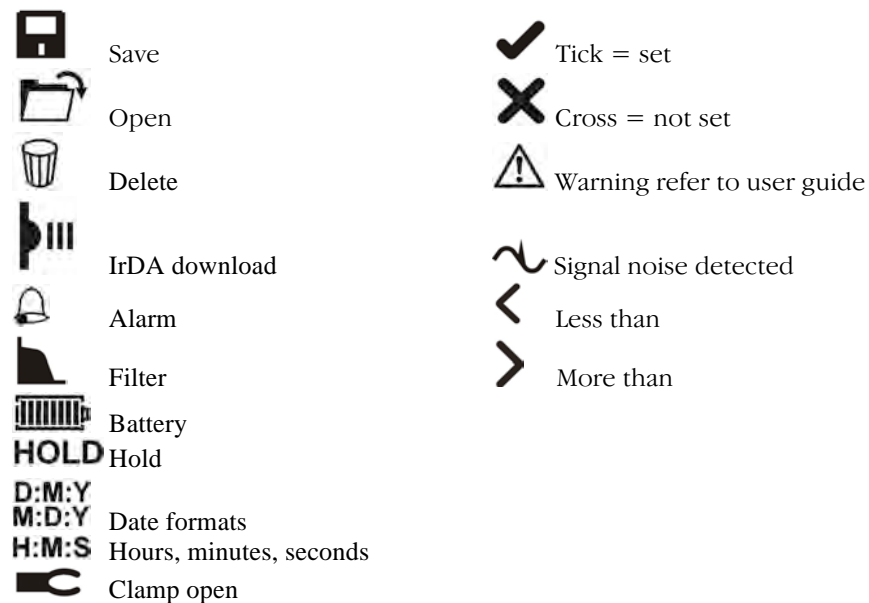 Save
Open
Delete
IrDA download
Alarm
Filter
Battery
HOLD Hold
D:M:Y
M:D:Y Date formats
H:M:S Hours, minutes, seconds
Clamp open
Tick = set
Cross = not set
Warning refer to user guide
Signal noise detected
Less than
More than